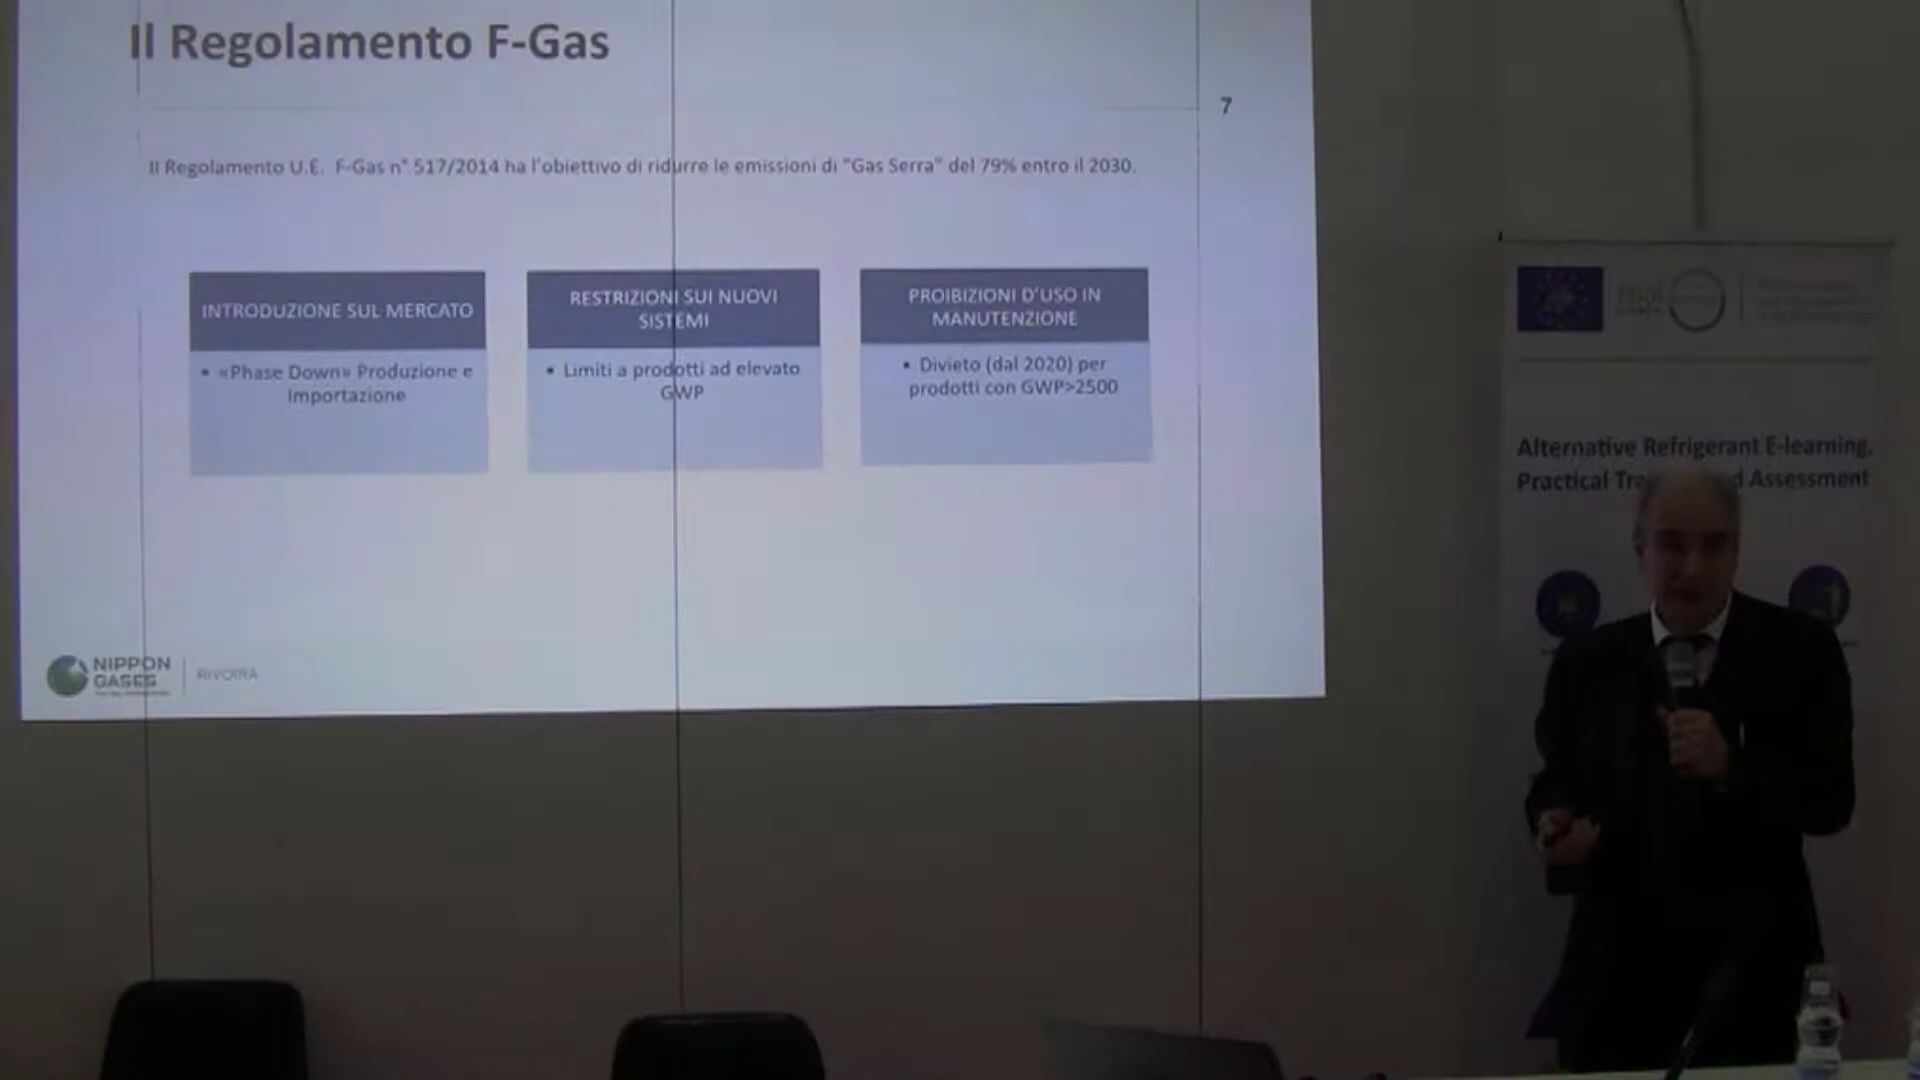 Il Regolamento F-Gas
7
Il Regolamento U.E. F-Gas n° 517/2014 ha l'obiettivo di ridurre le emissioni di "Gas Serra" del 79% entro il 2030.
INTRODUZIONE SUL MERCATO
▪ «Phase Down» Produzione e
Importazione
RESTRIZIONI SUI NUOVI
SISTEMI
▪ Limiti a prodotti ad elevato
GWP
PROIBIZIONI D'USO IN
MANUTENZIONE
▪ Divieto (dal 2020) per
prodotti con GWP>2500
NIPPON
GASES
RIVOIRA
Alternative Refrigerant E-learning,
Practical Assessment